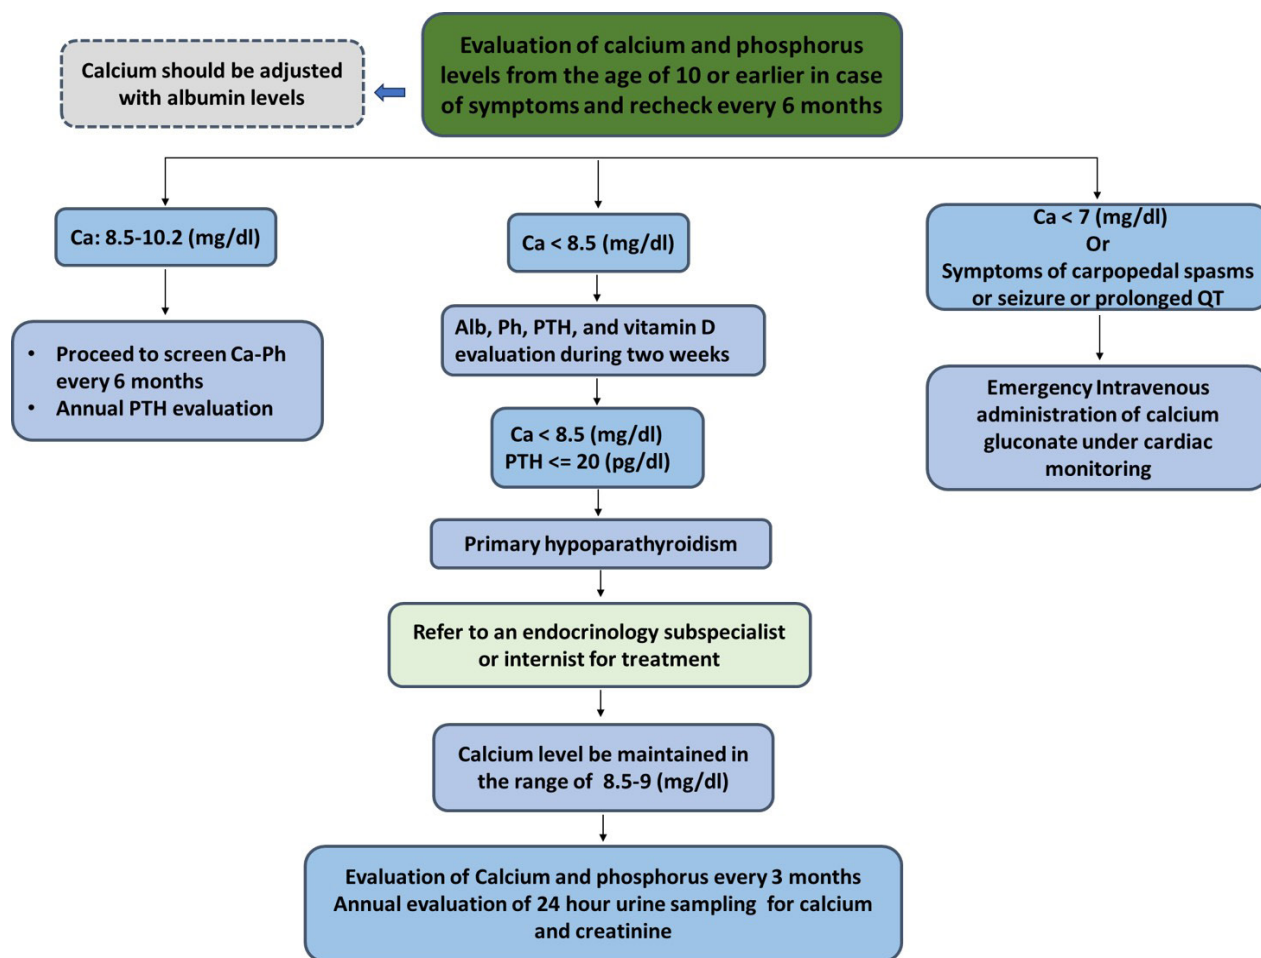 Evaluation of calcium and phosphorus
levels from the age of 10 or earlier in case
of symptoms and recheck every 6 months
Calcium should be adjusted
with albumin levels
Ca: 8.5-10.2 (mg/dl)
• Proceed to screen Ca-Ph
every 6 months
• Annual PTH evaluation
Ca < 8.5 (mg/dl)
Alb, Ph, PTH, and vitamin D
evaluation during two weeks
Ca < 8.5 (mg/dl)
PTH <= 20 (pg/dl)
Primary hypoparathyroidism
Refer to an endocrinology subspecialist
or internist for treatment
Calcium level be maintained in
the range of 8.5-9 (mg/dl)
Evaluation of Calcium and phosphorus every 3 months
Annual evaluation of 24 hour urine sampling for calcium
and creatinine
Ca < 7 (mg/dl)
Or
Symptoms of carpopedal spasms
or seizure or prolonged QT
Emergency Intravenous
administration of calcium
gluconate under cardiac
monitoring